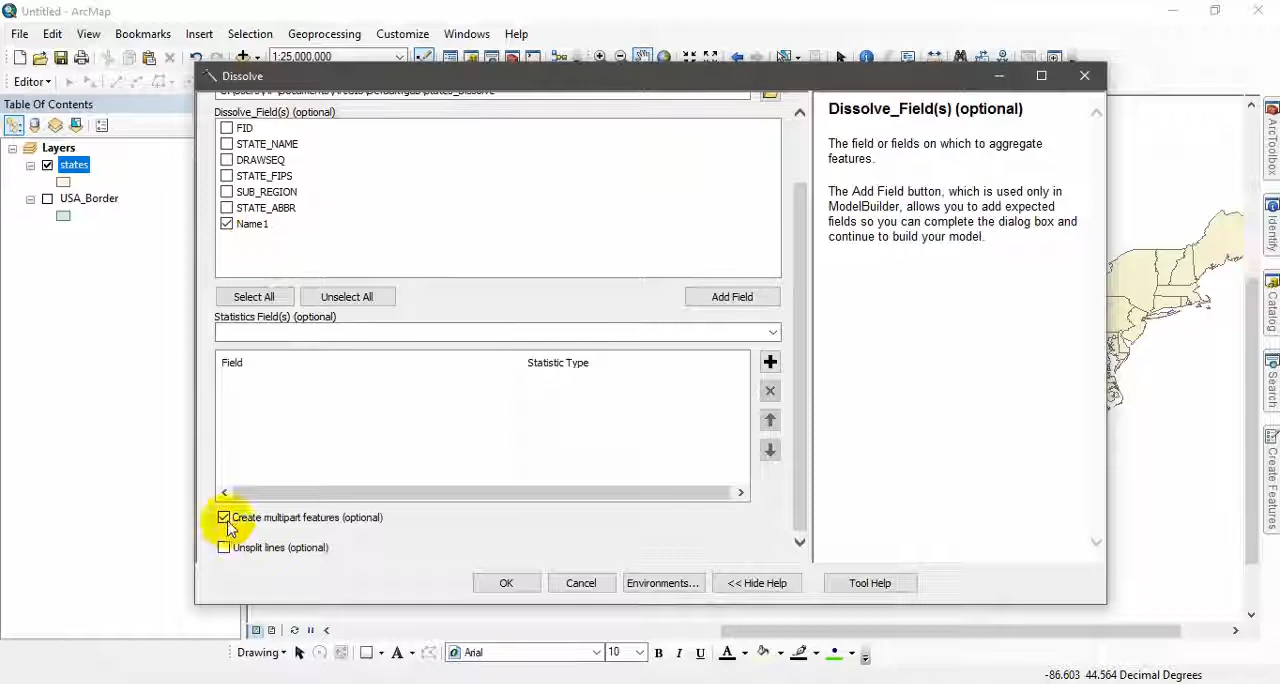 Untitled - ArcMap
File Edit View Bookmarks Insert Selection Geoprocessing Customize Windows Help
1:25,000,000
Editor
Table Of Contents
Layers
states
USA_Border
Dissolve
Dissolve_Field(s) (optional)
FID
STATE_NAME
DRAWSEQ
STATE_FIPS
SUB_REGION
STATE_ABBR
Name1
Select All Unselect All Add Field
Statistics Field(s) (optional)
Field Statistic Type
Create multipart features (optional)
Unsplit lines (optional)
OK Cancel Environments... << Hide Help Tool Help
Dissolve_Field(s) (optional)
The field or fields on which to aggregate
features.
The Add Field button, which is used only in
ModelBuilder, allows you to add expected
fields so you can complete the dialog box and
continue to build your model.
ArcToolbox
Identify
Catalog
Search
Create Features
Drawing A Arial 10 B I U A
-86.603 44.564 Decimal Degrees